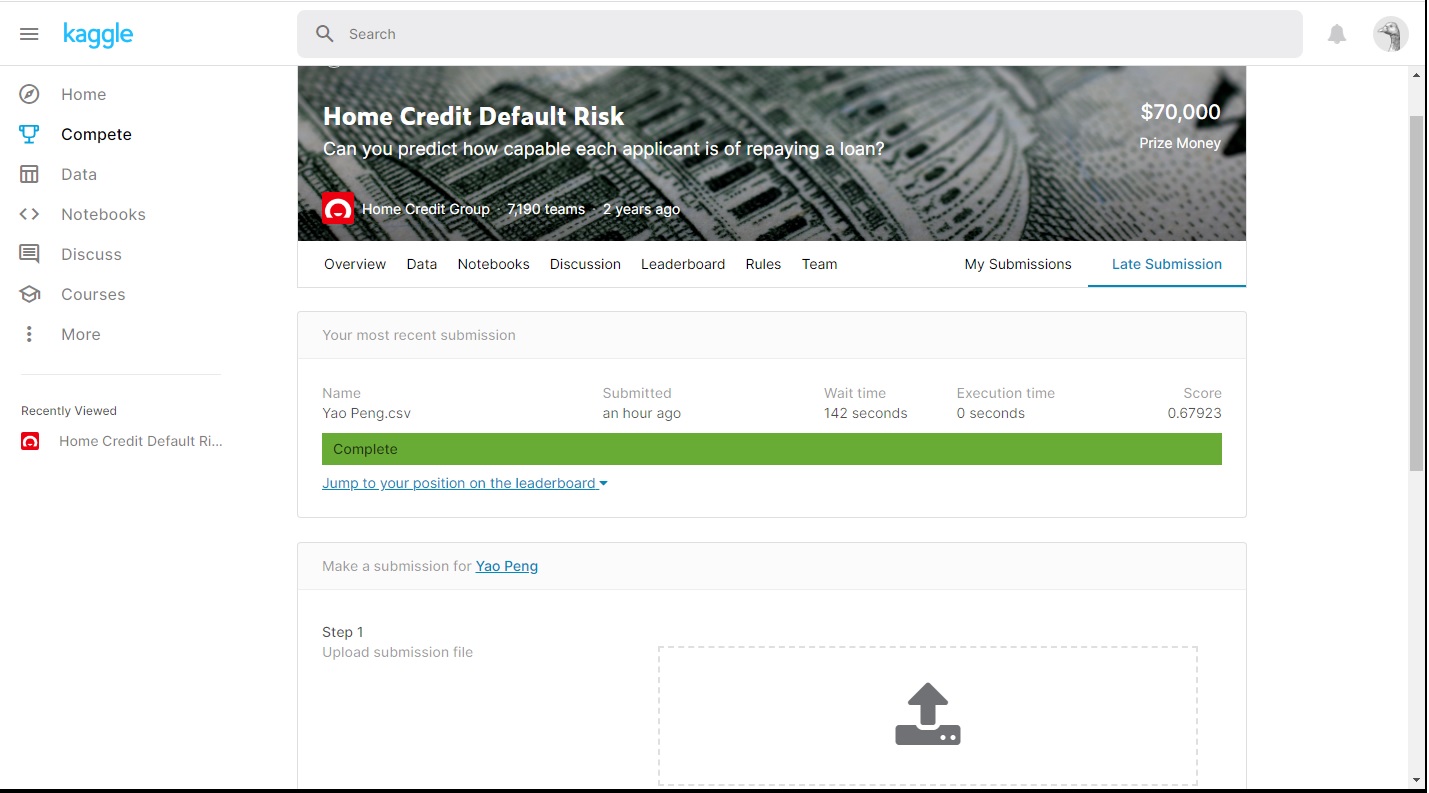 kaggle
Search
Home
Compete
Data
Notebooks
Discuss
Courses
More
Recently Viewed
Home Credit Default Ri...
Home Credit Default Risk
Can you predict how capable each applicant is of repaying a loan?
$70,000
Prize Money
Home Credit Group · 7,190 teams · 2 years ago
Overview Data Notebooks Discussion Leaderboard Rules Team My Submissions Late Submission
Your most recent submission
Name Submitted Wait time Execution time Score
Yao Peng.csv an hour ago 142 seconds 0 seconds 0.67923
Complete
Jump to your position on the leaderboard
Make a submission for Yao Peng
Step 1
Upload submission file